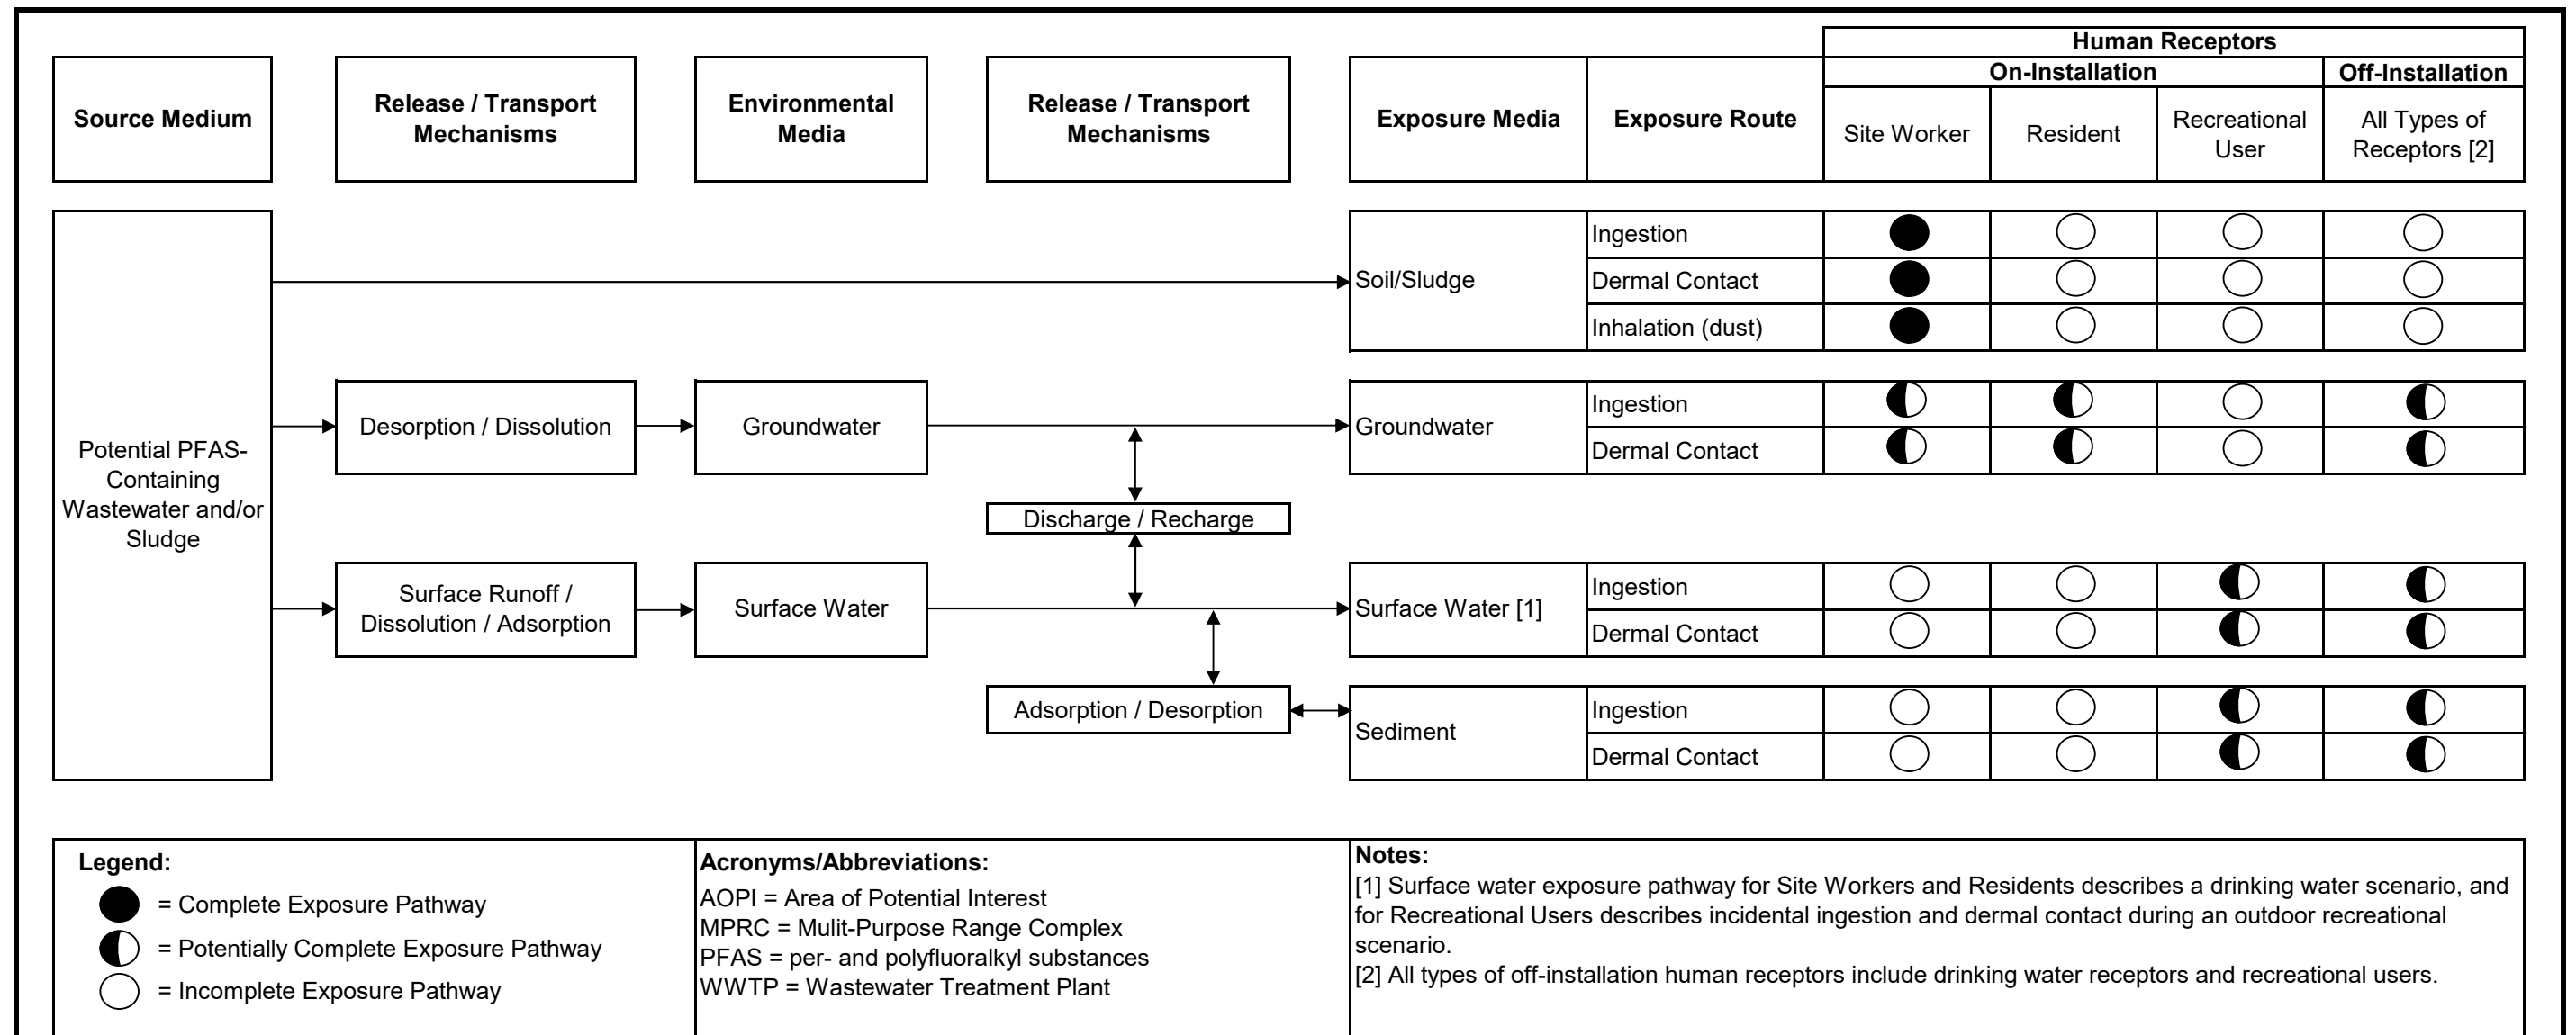 Human Receptors
On-Installation
Off-Installation
Source Medium
Release / Transport
Mechanisms
Environmental
Media
Release / Transport
Mechanisms
Exposure Media
Exposure Route
Site Worker
Resident
Recreational
User
All Types of
Receptors [2]
Potential PFAS-
Containing
Wastewater and/or
Sludge
Soil/Sludge
Ingestion
Dermal Contact
Inhalation (dust)
Desorption / Dissolution
Groundwater
Groundwater
Ingestion
Dermal Contact
Discharge / Recharge
Surface Runoff /
Dissolution / Adsorption
Surface Water
Surface Water [1]
Ingestion
Dermal Contact
Adsorption / Desorption
Sediment
Ingestion
Dermal Contact
Legend:
= Complete Exposure Pathway
= Potentially Complete Exposure Pathway
= Incomplete Exposure Pathway
Acronyms/Abbreviations:
AOPI = Area of Potential Interest
MPRC = Mulit-Purpose Range Complex
PFAS = per- and polyfluoralkyl substances
WWTP = Wastewater Treatment Plant
Notes:
[1] Surface water exposure pathway for Site Workers and Residents describes a drinking water scenario, and
for Recreational Users describes incidental ingestion and dermal contact during an outdoor recreational
scenario.
[2] All types of off-installation human receptors include drinking water receptors and recreational users.